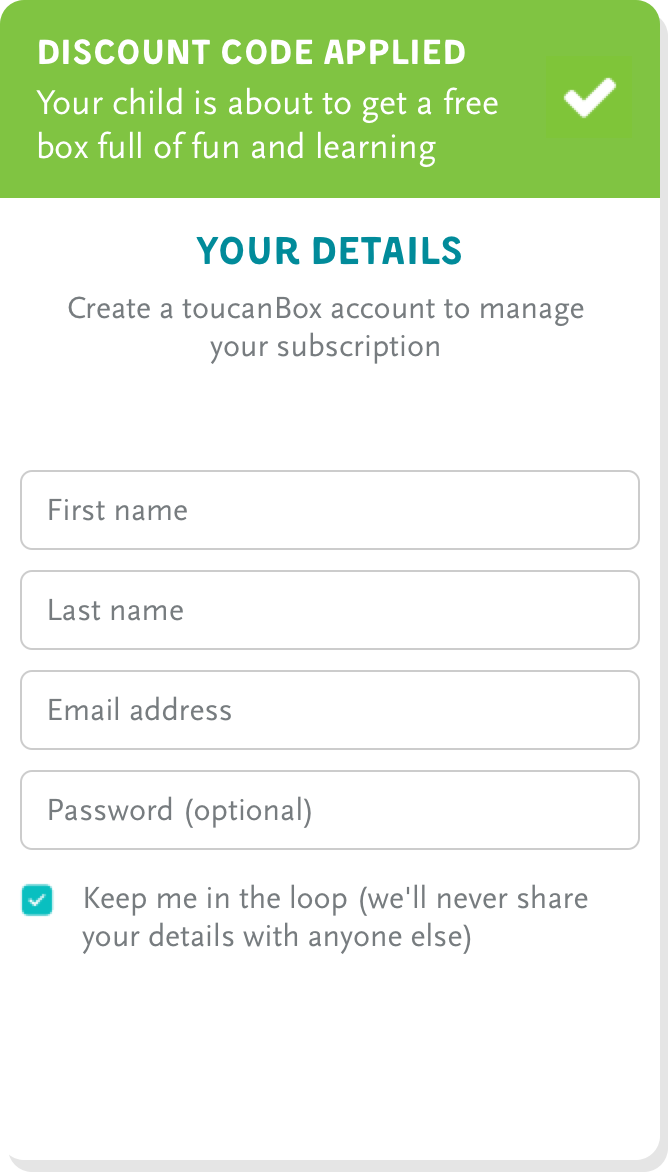 DISCOUNT CODE APPLIED
Your child is about to get a free
box full of fun and learning
YOUR DETAILS
Create a toucanBox account to manage
your subscription
First name
Last name
Email address
Password (optional)
Keep me in the loop (we'll never share
your details with anyone else)